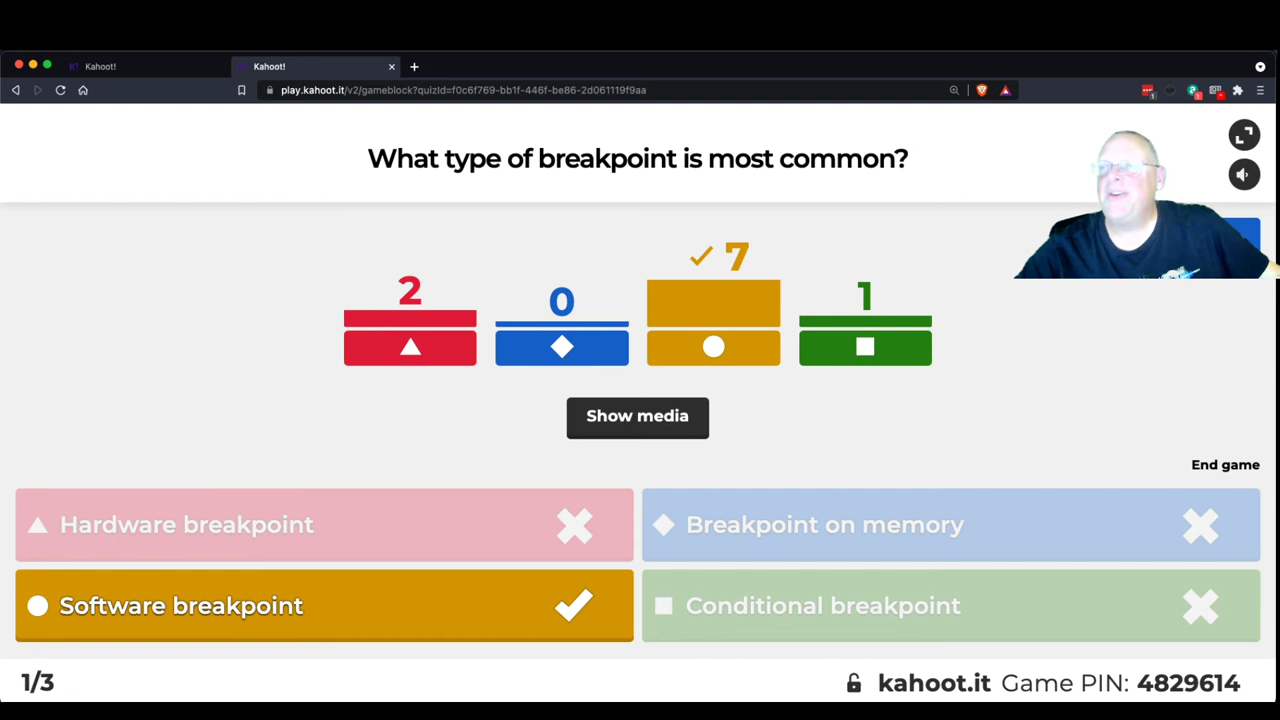 Kahoot!
Kahoot!
play.kahoot.it/v2/gameblock?quizId=f0c6f769-bb1f-446f-be86-2d061119f9aa
What type of breakpoint is most common?
2
0
7
1
Show media
End game
Hardware breakpoint
Breakpoint on memory
Software breakpoint
Conditional breakpoint
1/3
kahoot.it Game PIN: 4829614